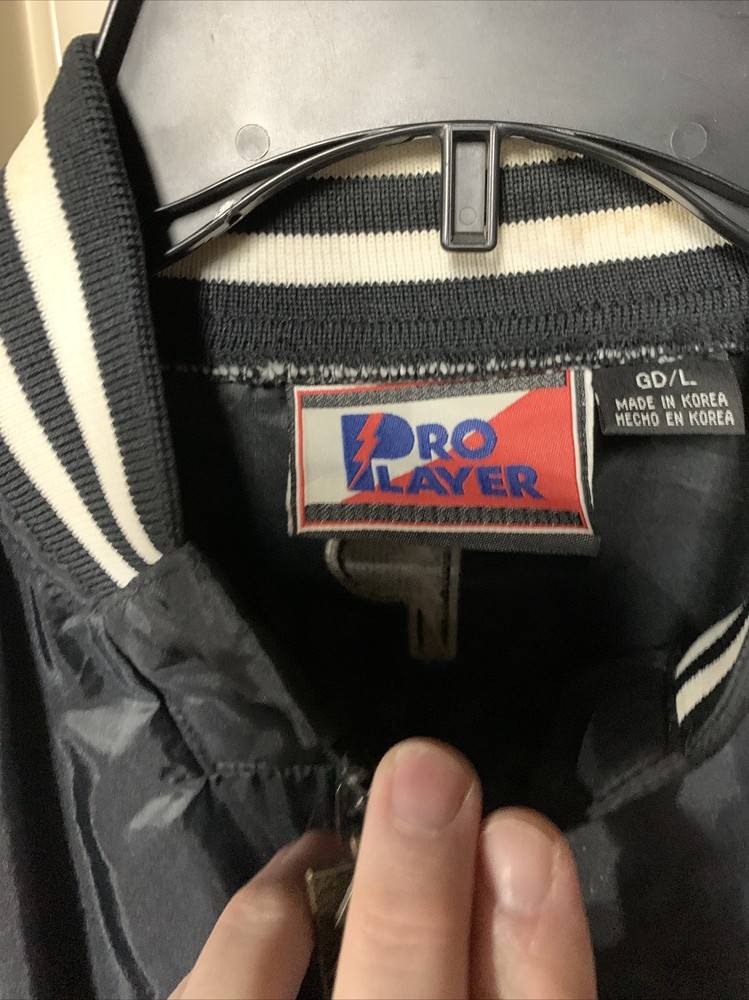 PRO
PLAYER
GD/L
MADE IN KOREA
HECHO EN KOREA